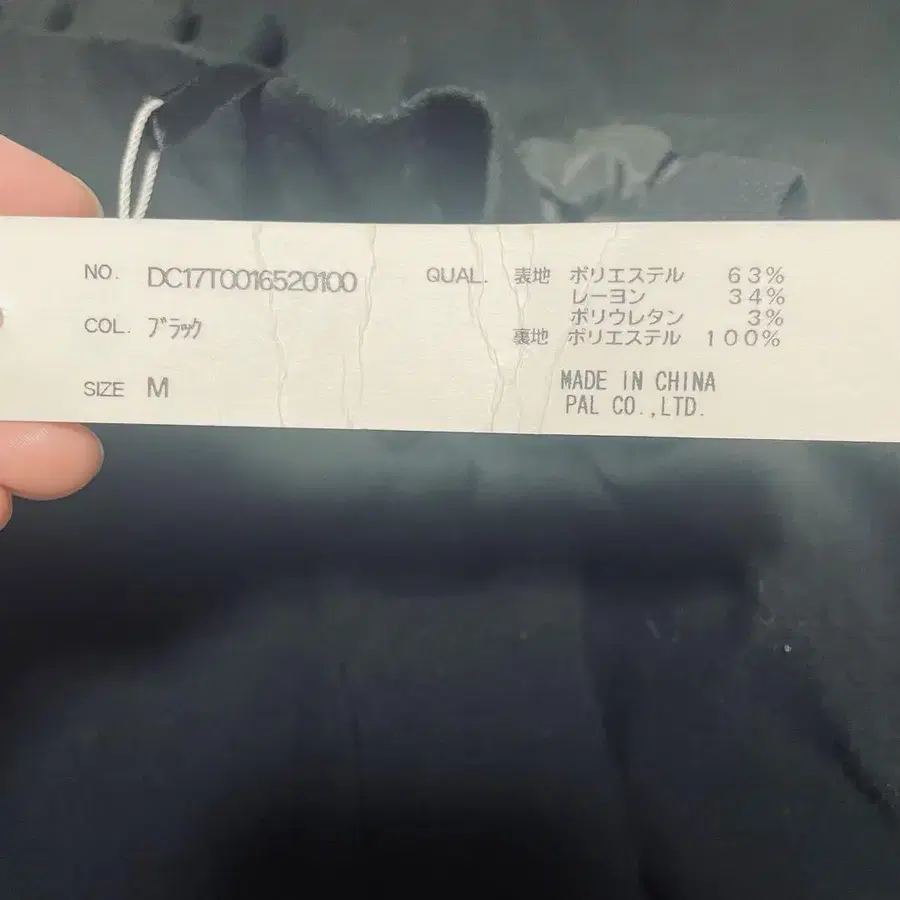 NO. DC17T0016520100
COL. ブラック
SIZE M
QUAL. 表地 ポリエステル 63%
レーヨン 34%
ポリウレタン 3%
裏地 ポリエステル 100%
MADE IN CHINA
PAL CO.,LTD.